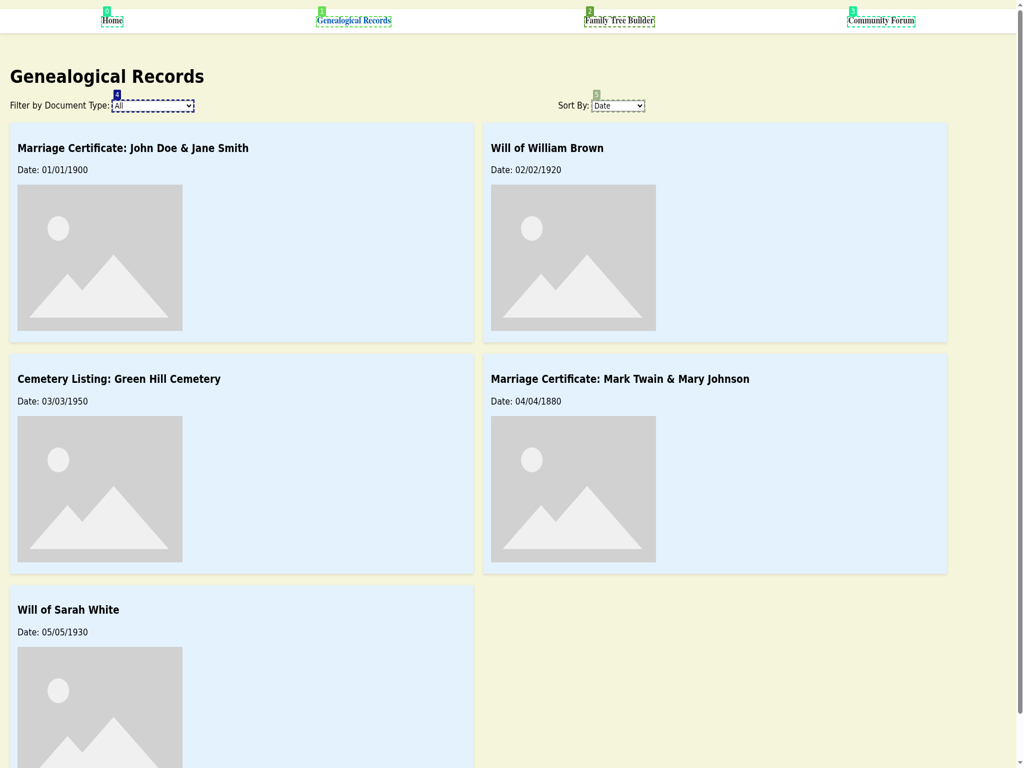 0 1 2 3
Home Genealogical Records Family Tree Builder Community Forum
Genealogical Records
4 5
Filter by Document Type: All Sort By: Date
Marriage Certificate: John Doe & Jane Smith
Date: 01/01/1900
Will of William Brown
Date: 02/02/1920
Cemetery Listing: Green Hill Cemetery
Date: 03/03/1950
Marriage Certificate: Mark Twain & Mary Johnson
Date: 04/04/1880
Will of Sarah White
Date: 05/05/1930